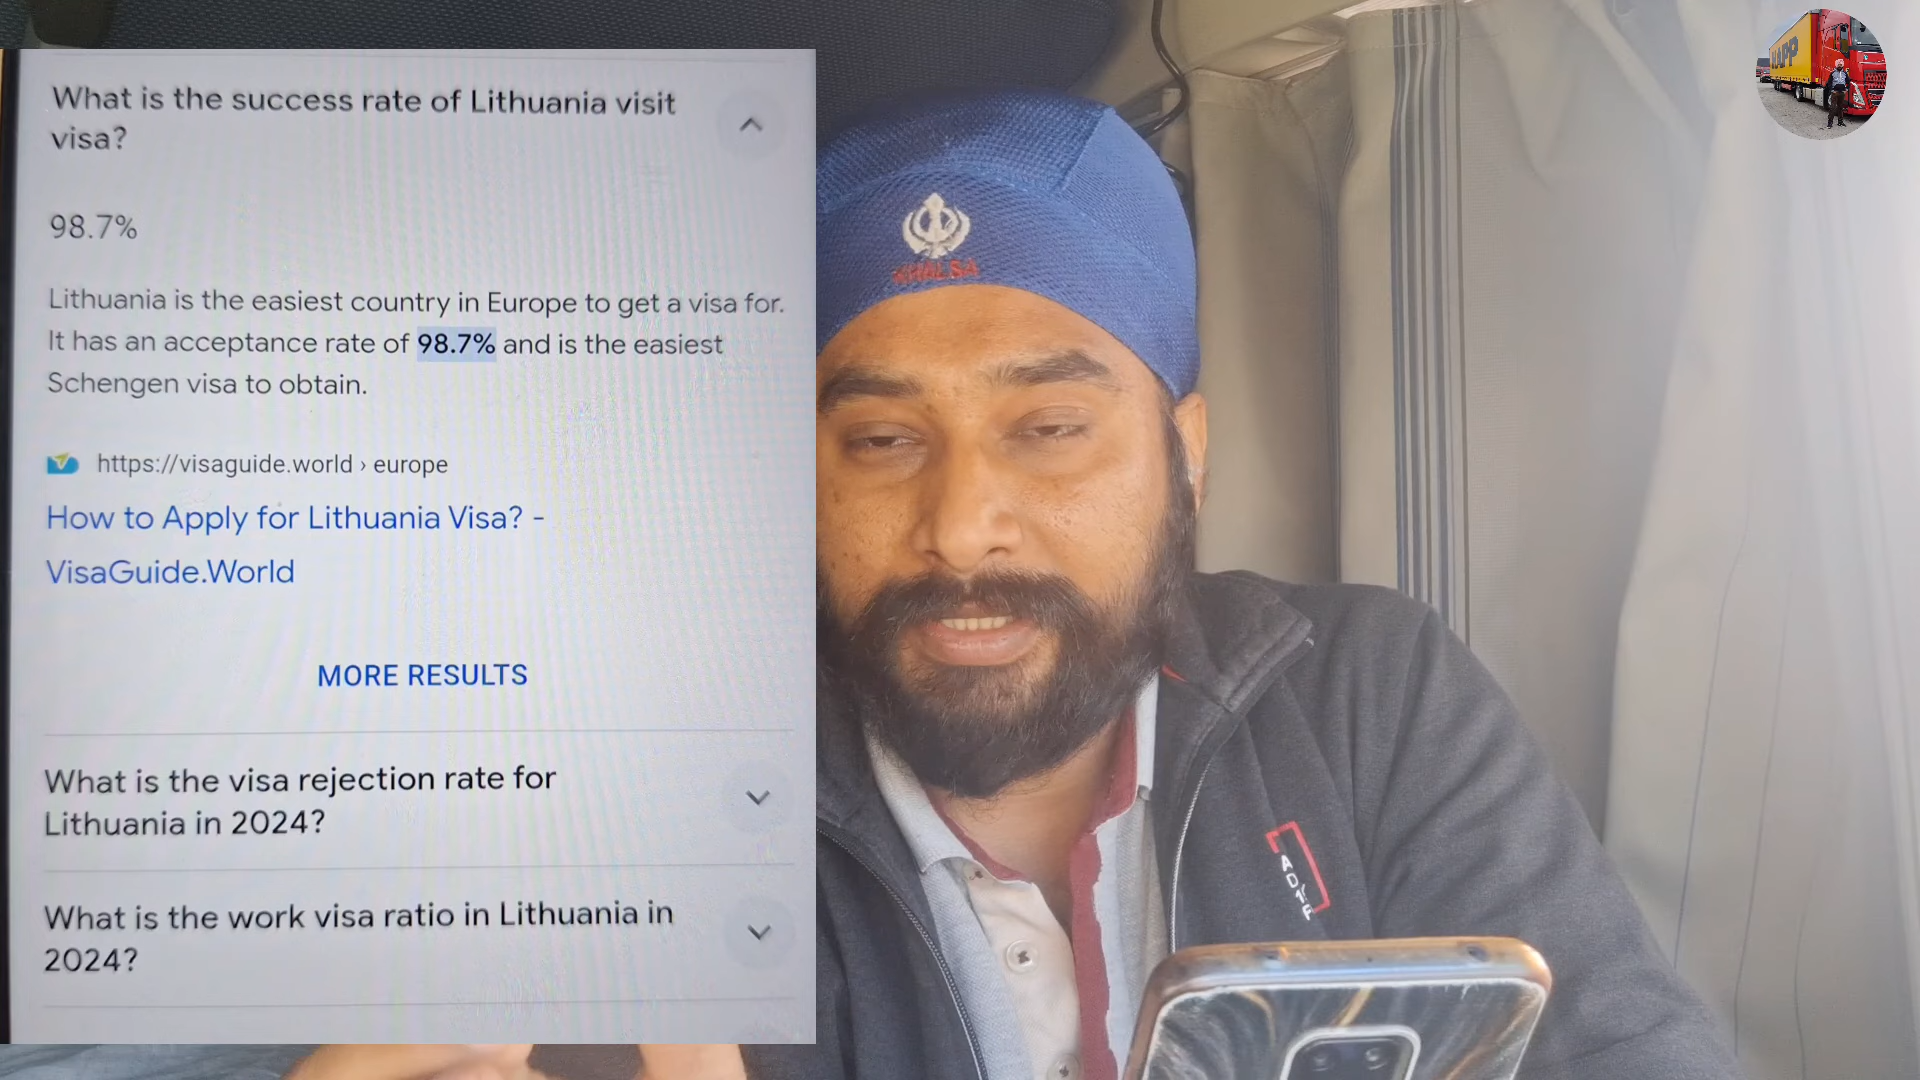 What is the success rate of Lithuania visit
visa?
98.7%
Lithuania is the easiest country in Europe to get a visa for.
It has an acceptance rate of 98.7% and is the easiest
Schengen visa to obtain.
https://visaguide.world › europe
How to Apply for Lithuania Visa? -
VisaGuide.World
MORE RESULTS
What is the visa rejection rate for
Lithuania in 2024?
What is the work visa ratio in Lithuania in
2024?
KHALSA